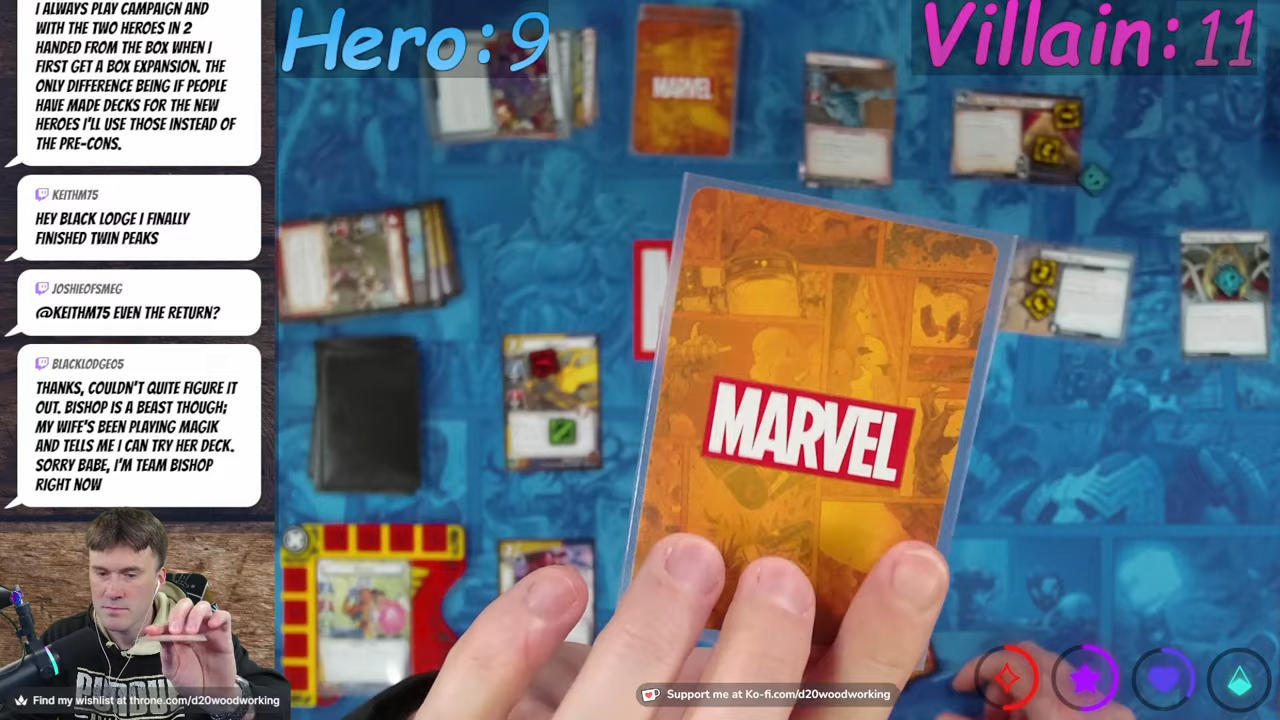 I ALWAYS PLAY CAMPAIGN AND
WITH THE TWO HEROES IN 2
HANDED FROM THE BOX WHEN I
FIRST GET A BOX EXPANSION. THE
ONLY DIFFERENCE BEING IF PEOPLE
HAVE MADE DECKS FOR THE NEW
HEROES I'LL USE THOSE INSTEAD OF
THE PRE-CONS.
KEITHM75
HEY BLACK LODGE I FINALLY
FINISHED TWIN PEAKS
JOSHIEOFSMEG
@KEITHM75 EVEN THE RETURN?
BLACKLODGE05
THANKS, COULDN'T QUITE FIGURE IT
OUT. BISHOP IS A BEAST THOUGH;
MY WIFE'S BEEN PLAYING MAGIK
AND TELLS ME I CAN TRY HER DECK.
SORRY BABE, I'M TEAM BISHOP
RIGHT NOW
Find my wishlist at throne.com/d20woodworking
Hero: 9
Villain: 11
MARVEL
MARVEL
Support me at Ko-fi.com/d20woodworking